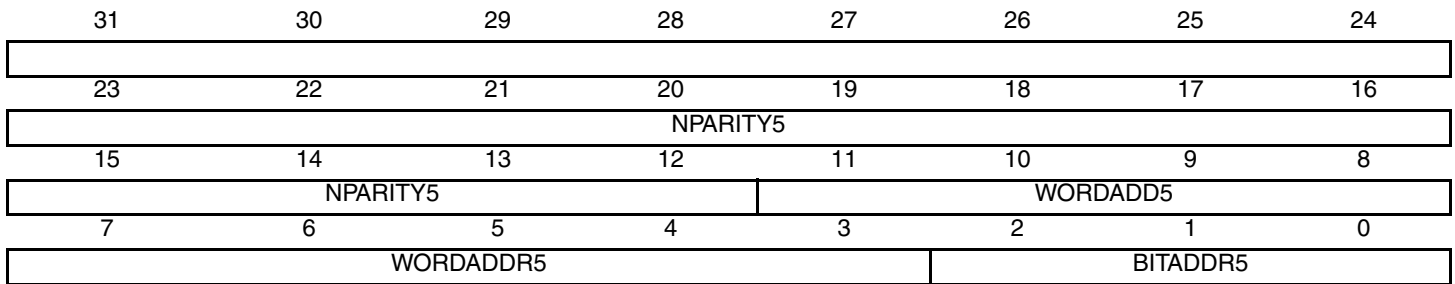 31 30 29 28 27 26 25 24
23 22 21 20 19 18 17 16
NPARITY5
15 14 13 12 11 10 9 8
NPARITY5 WORDADD5
7 6 5 4 3 2 1 0
WORDADDR5 BITADDR5